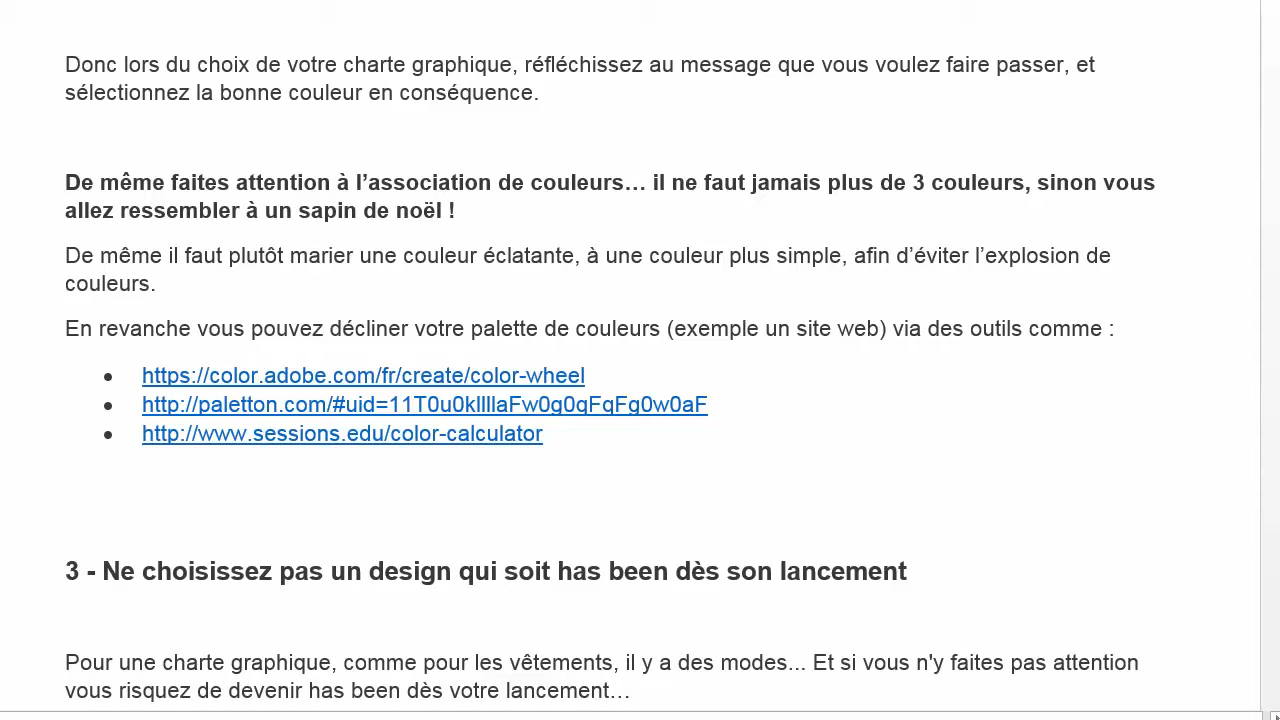 Donc lors du choix de votre charte graphique, réfléchissez au message que vous voulez faire passer, et
sélectionnez la bonne couleur en conséquence.
De même faites attention à l’association de couleurs… il ne faut jamais plus de 3 couleurs, sinon vous
allez ressembler à un sapin de noël !
De même il faut plutôt marier une couleur éclatante, à une couleur plus simple, afin d’éviter l’explosion de
couleurs.
En revanche vous pouvez décliner votre palette de couleurs (exemple un site web) via des outils comme :
• https://color.adobe.com/fr/create/color-wheel
• http://paletton.com/#uid=11T0u0kllllaFw0g0qFqFg0w0aF
• http://www.sessions.edu/color-calculator
3 - Ne choisissez pas un design qui soit has been dès son lancement
Pour une charte graphique, comme pour les vêtements, il y a des modes... Et si vous n'y faites pas attention
vous risquez de devenir has been dès votre lancement…